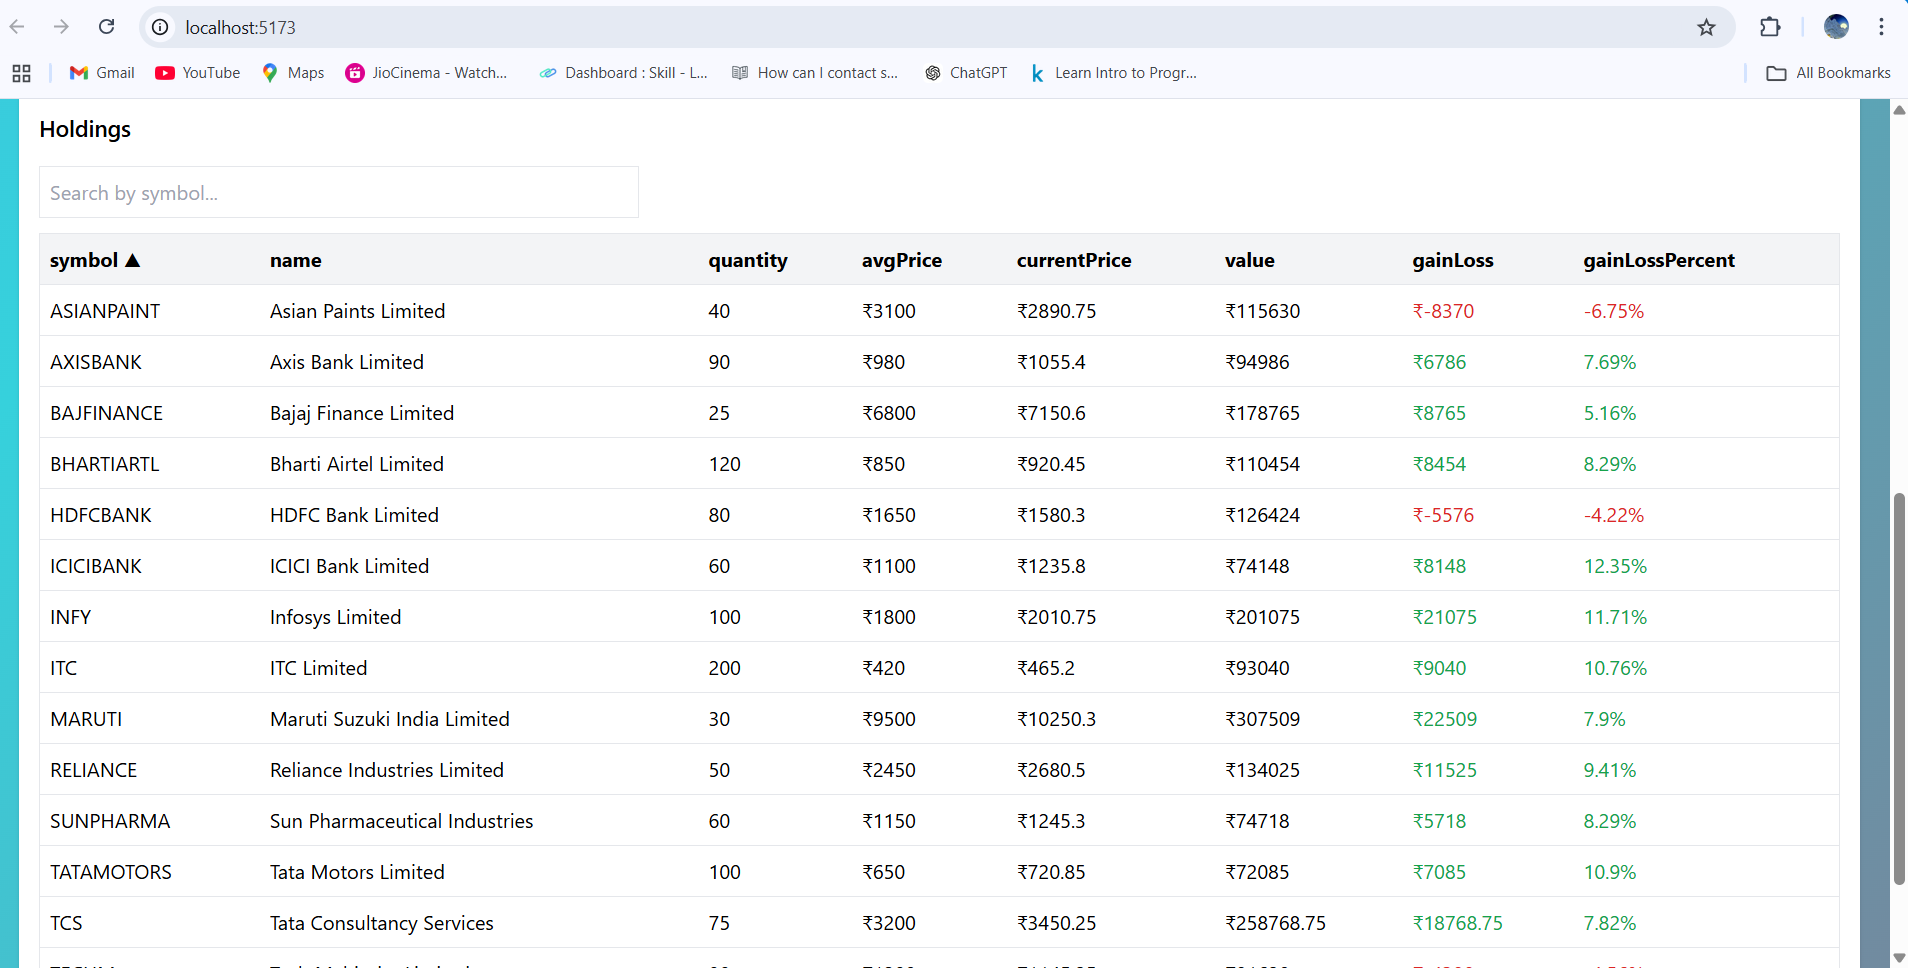 localhost:5173
Gmail YouTube Maps JioCinema - Watch... Dashboard : Skill - L... How can I contact s... ChatGPT Learn Intro to Progr... All Bookmarks
Holdings
Search by symbol...
symbol ▲ name quantity avgPrice currentPrice value gainLoss gainLossPercent
ASIANPAINT Asian Paints Limited 40 ₹3100 ₹2890.75 ₹115630 ₹-8370 -6.75%
AXISBANK Axis Bank Limited 90 ₹980 ₹1055.4 ₹94986 ₹6786 7.69%
BAJFINANCE Bajaj Finance Limited 25 ₹6800 ₹7150.6 ₹178765 ₹8765 5.16%
BHARTIARTL Bharti Airtel Limited 120 ₹850 ₹920.45 ₹110454 ₹8454 8.29%
HDFCBANK HDFC Bank Limited 80 ₹1650 ₹1580.3 ₹126424 ₹-5576 -4.22%
ICICIBANK ICICI Bank Limited 60 ₹1100 ₹1235.8 ₹74148 ₹8148 12.35%
INFY Infosys Limited 100 ₹1800 ₹2010.75 ₹201075 ₹21075 11.71%
ITC ITC Limited 200 ₹420 ₹465.2 ₹93040 ₹9040 10.76%
MARUTI Maruti Suzuki India Limited 30 ₹9500 ₹10250.3 ₹307509 ₹22509 7.9%
RELIANCE Reliance Industries Limited 50 ₹2450 ₹2680.5 ₹134025 ₹11525 9.41%
SUNPHARMA Sun Pharmaceutical Industries 60 ₹1150 ₹1245.3 ₹74718 ₹5718 8.29%
TATAMOTORS Tata Motors Limited 100 ₹650 ₹720.85 ₹72085 ₹7085 10.9%
TCS Tata Consultancy Services 75 ₹3200 ₹3450.25 ₹258768.75 ₹18768.75 7.82%